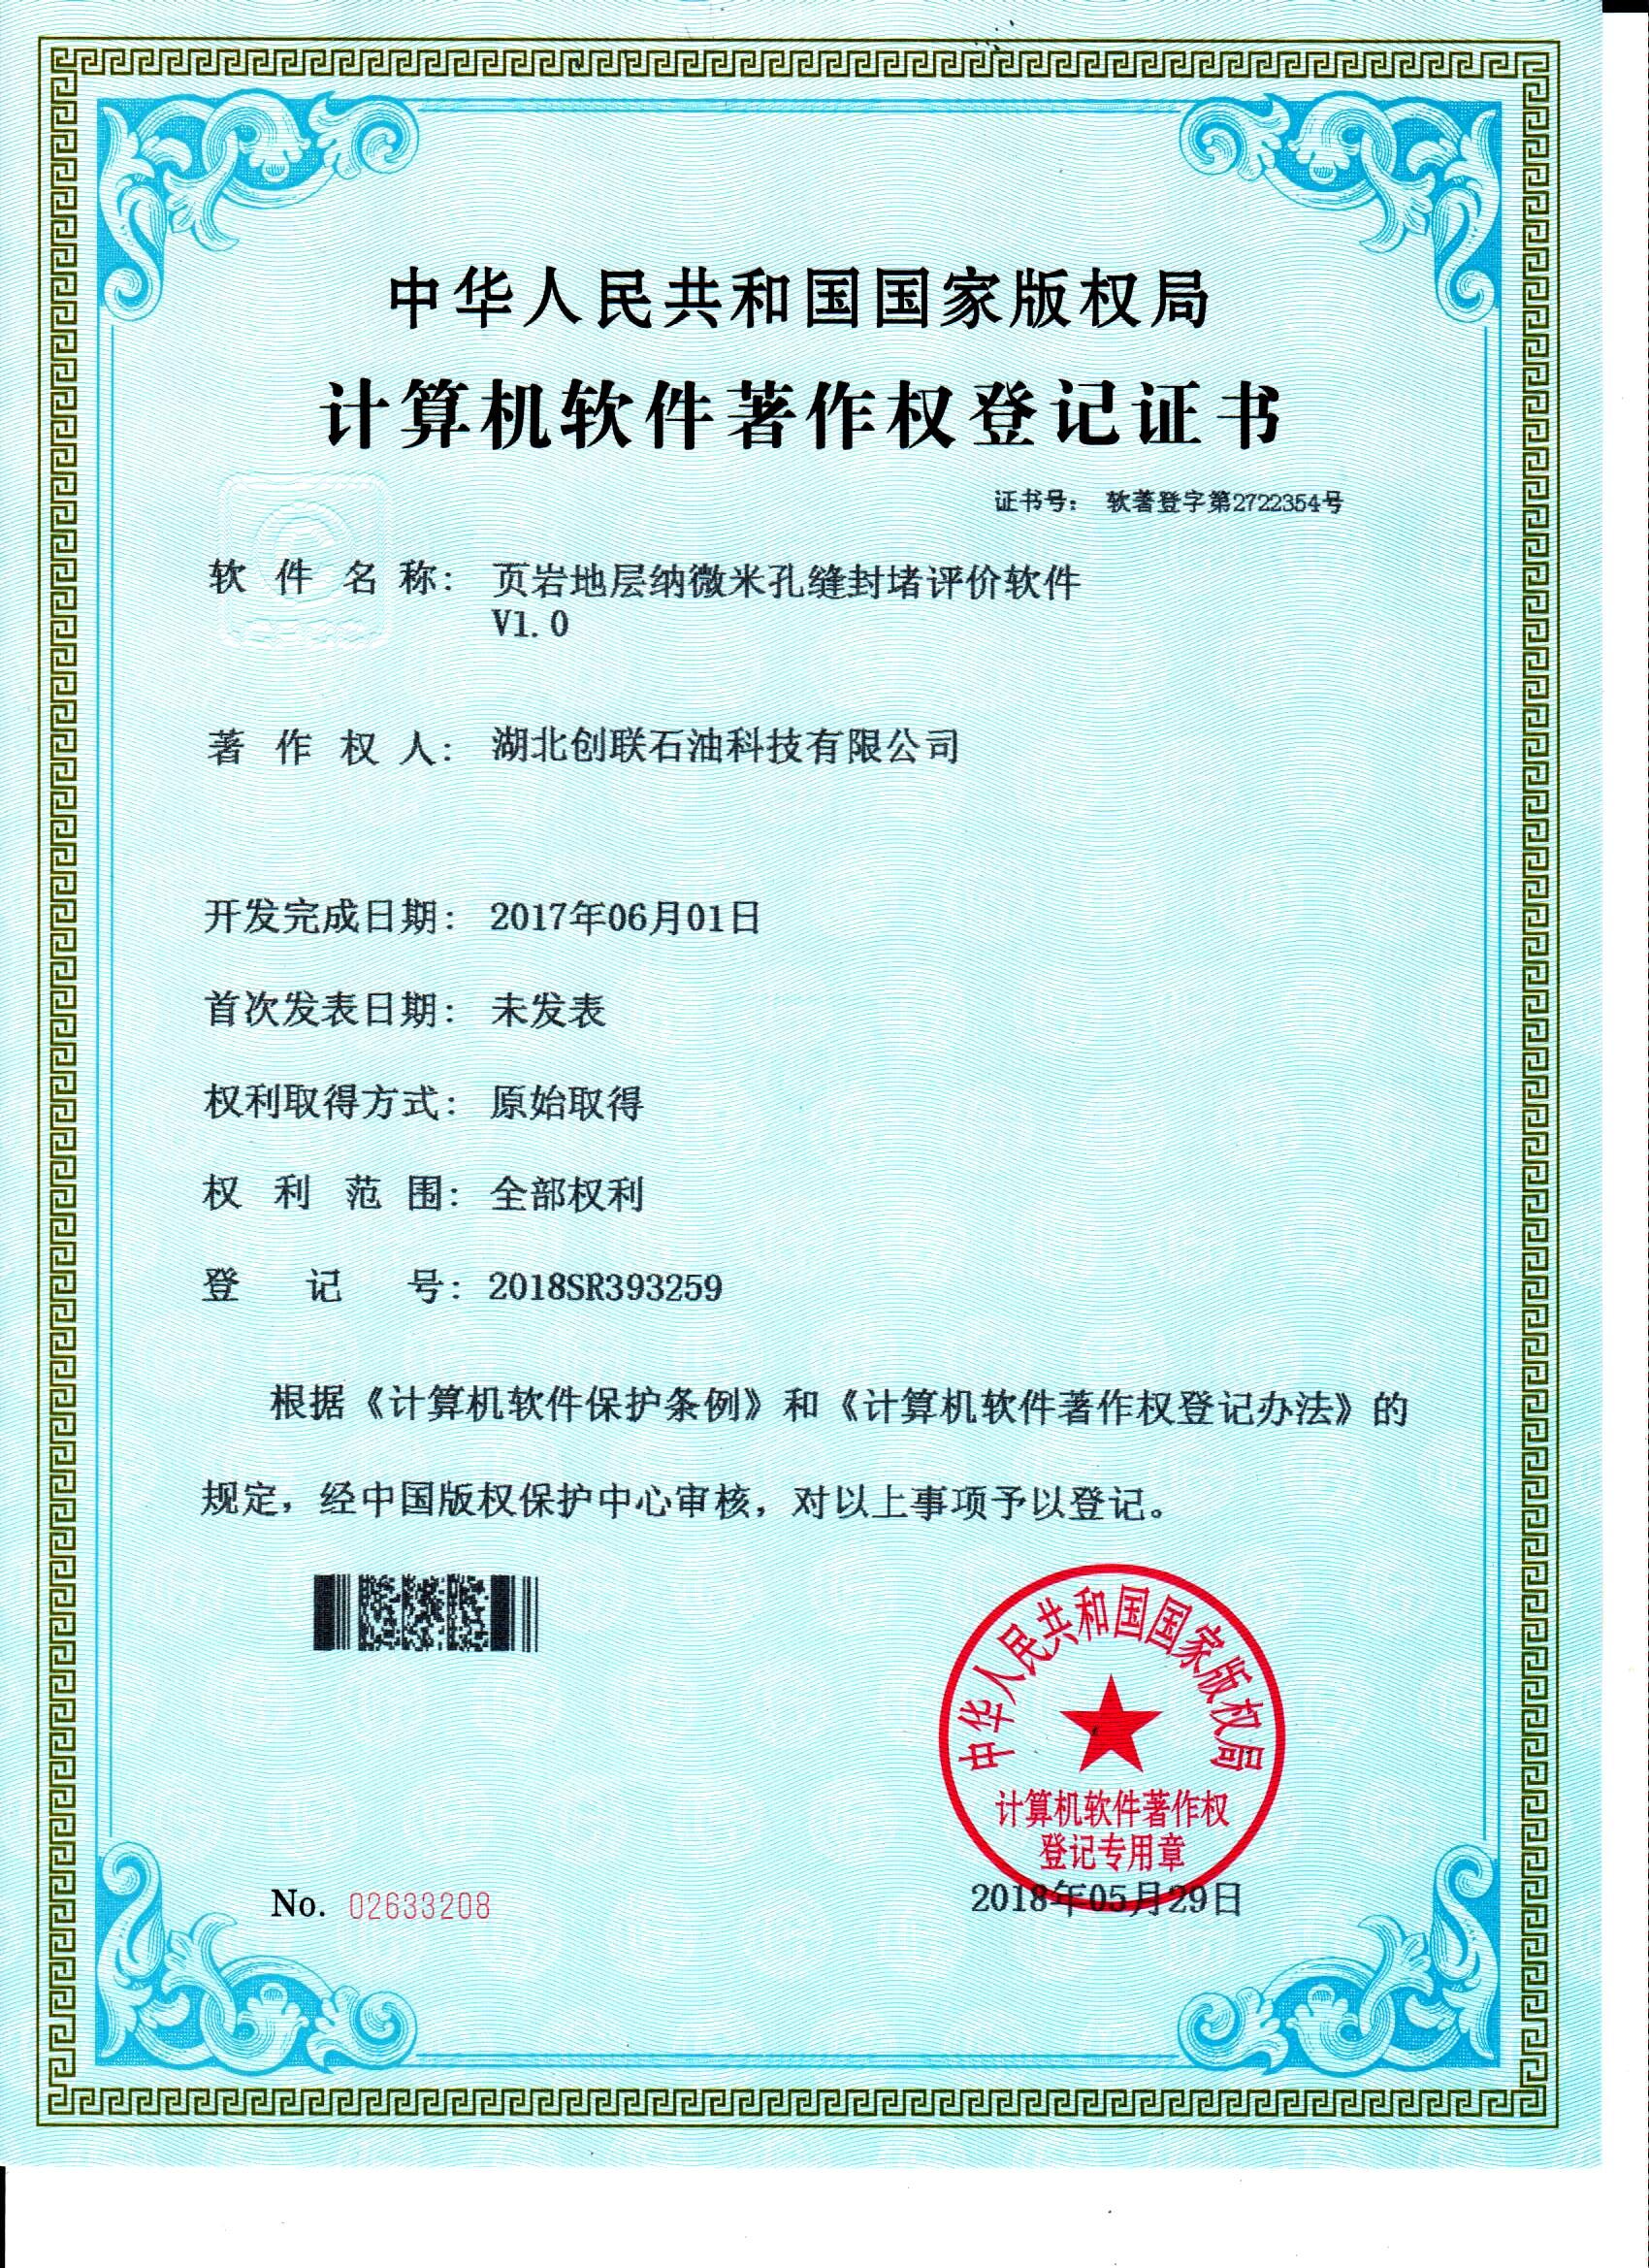 中华人民共和国国家版权局
计算机软件著作权登记证书
证书号： 软著登字第2722354号
软件名称： 页岩地层纳微米孔缝封堵评价软件
V1.0
著作权人： 湖北创联石油科技有限公司
开发完成日期： 2017年06月01日
首次发表日期： 未发表
权利取得方式： 原始取得
权利范围： 全部权利
登记号： 2018SR393259
根据《计算机软件保护条例》和《计算机软件著作权登记办法》的
规定，经中国版权保护中心审核，对以上事项予以登记。
中华人民共和国国家版权局
计算机软件著作权
登记专用章
No. 02633208
2018年05月29日